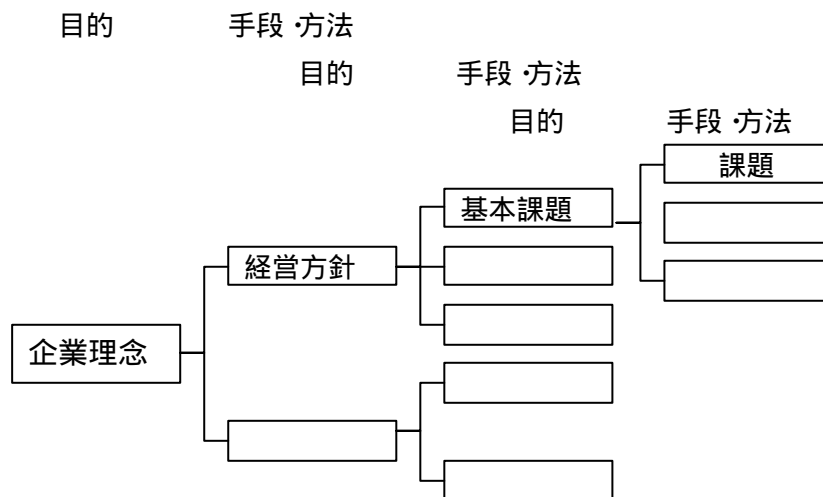 目的 手段・方法
目的 手段・方法
目的 手段・方法
課題
基本課題
経営方針
企業理念